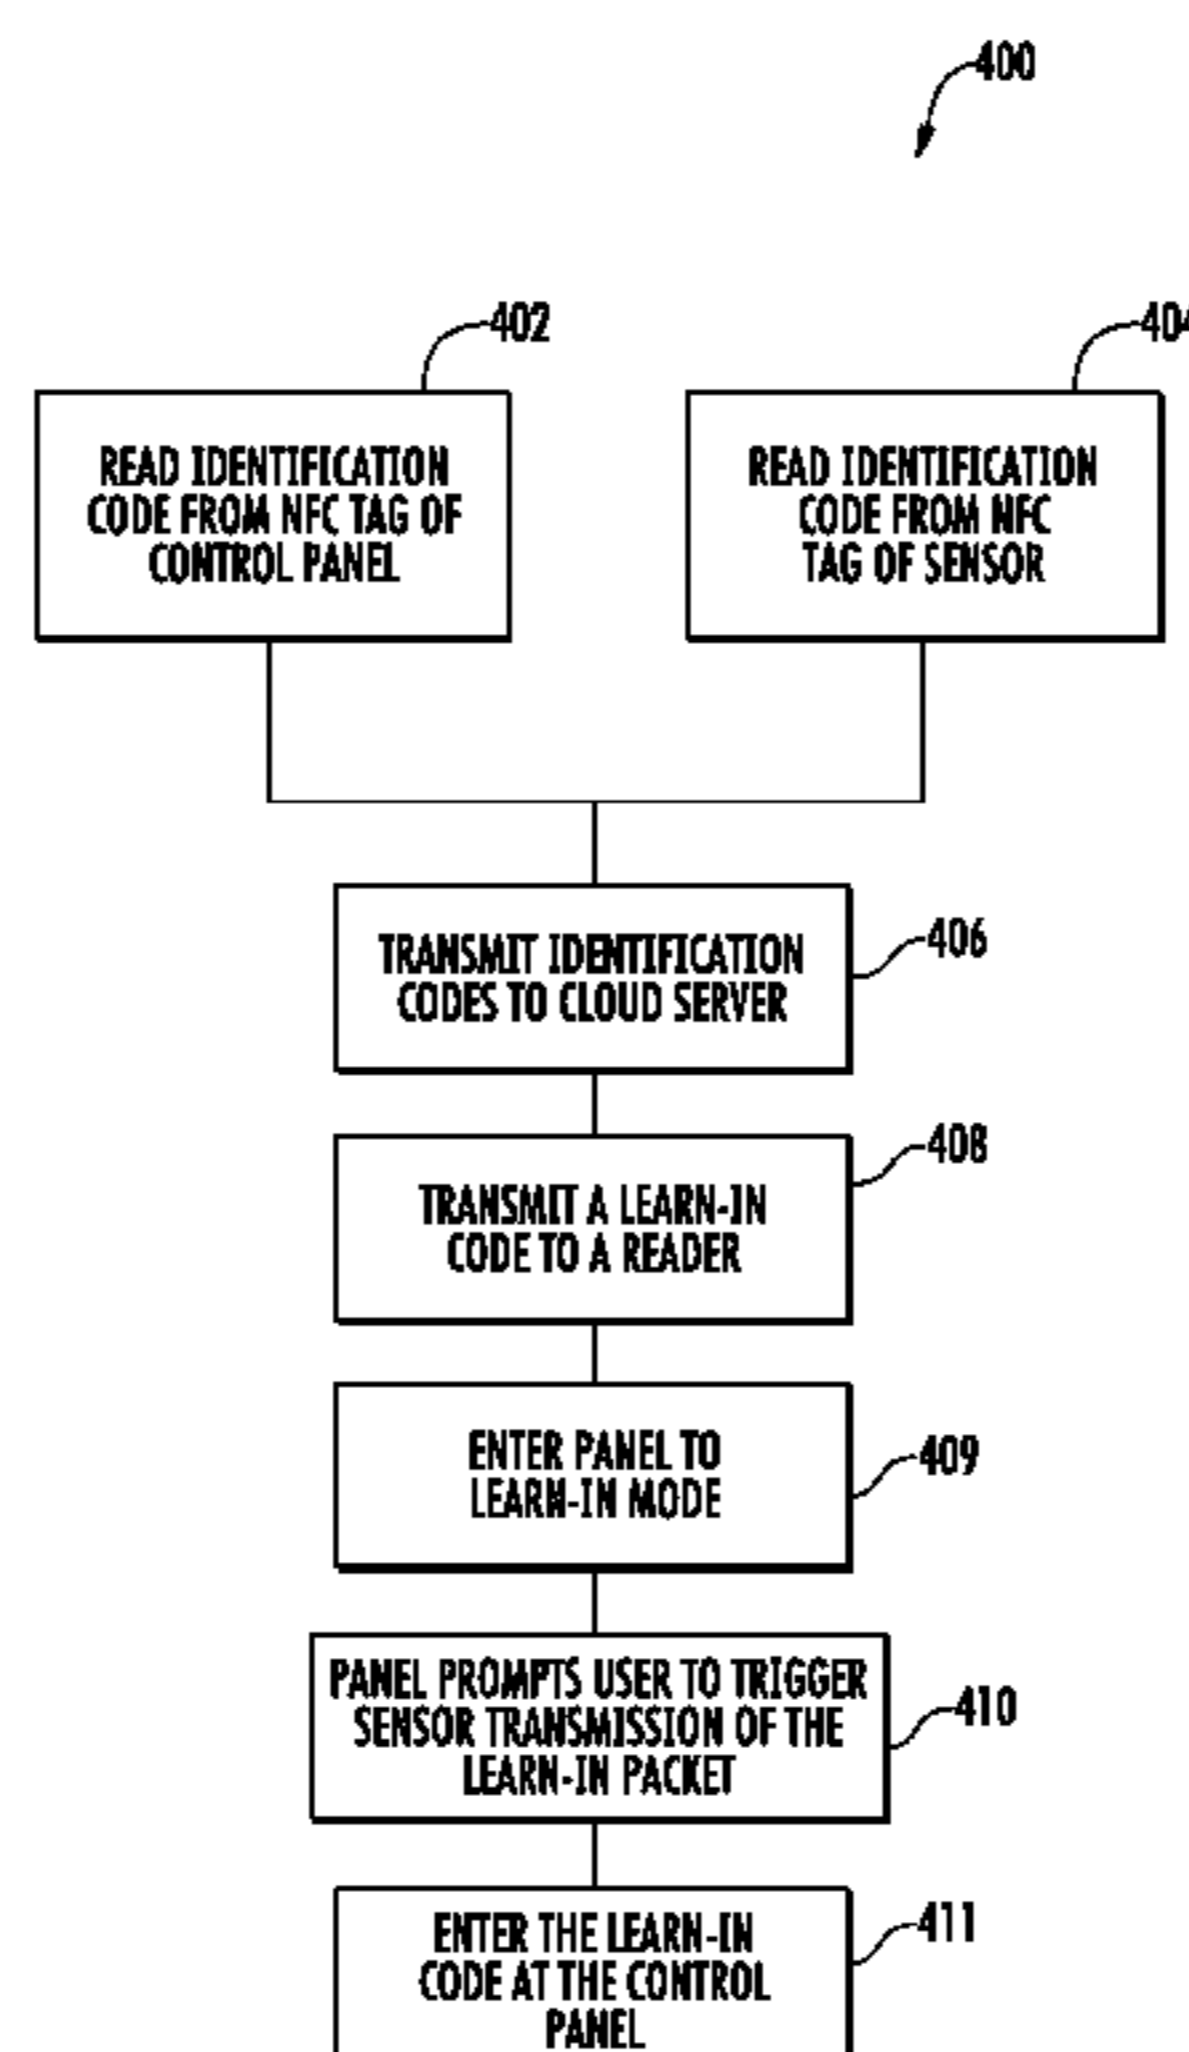 400
402
READ IDENTIFICATION
CODE FROM NFC TAG OF
CONTROL PANEL
READ IDENTIFICATION
CODE FROM NFC
TAG OF SENSOR
TRANSMIT IDENTIFICATION
CODES TO CLOUD SERVER
406
TRANSMIT A LEARN-IN
CODE TO A READER
408
ENTER PANEL TO
LEARN-IN MODE
409
PANEL PROMPTS USER TO TRIGGER
SENSOR TRANSMISSION OF THE
LEARN-IN PACKET
410
ENTER THE LEARN-IN
CODE AT THE CONTROL
PANEL
411